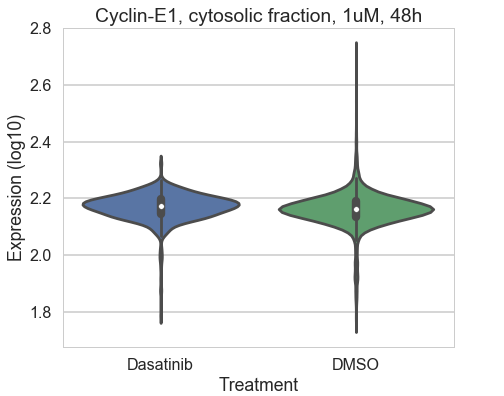 Cyclin-E1, cytosolic fraction, 1uM, 48h
Expression (log10)
2.8
2.6
2.4
2.2
2.0
1.8
Dasatinib
DMSO
Treatment